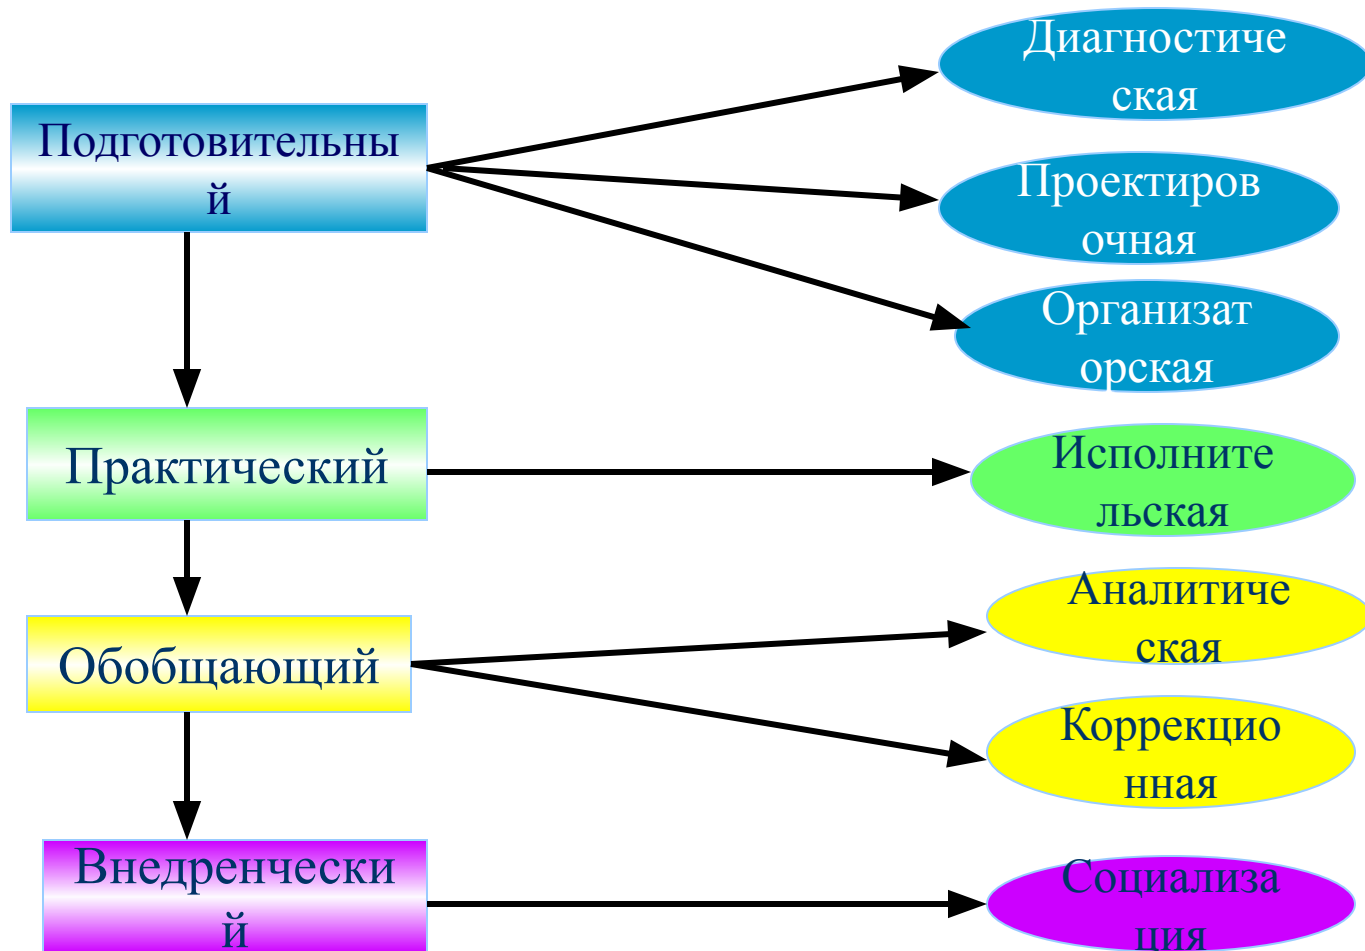 Диагностиче
ская
Подготовительны
й
Проектиров
очная
Организат
орская
Практический
Исполните
льская
Обобщающий
Аналитиче
ская
Коррекцио
нная
Внедренчески
й
Социализа
ция